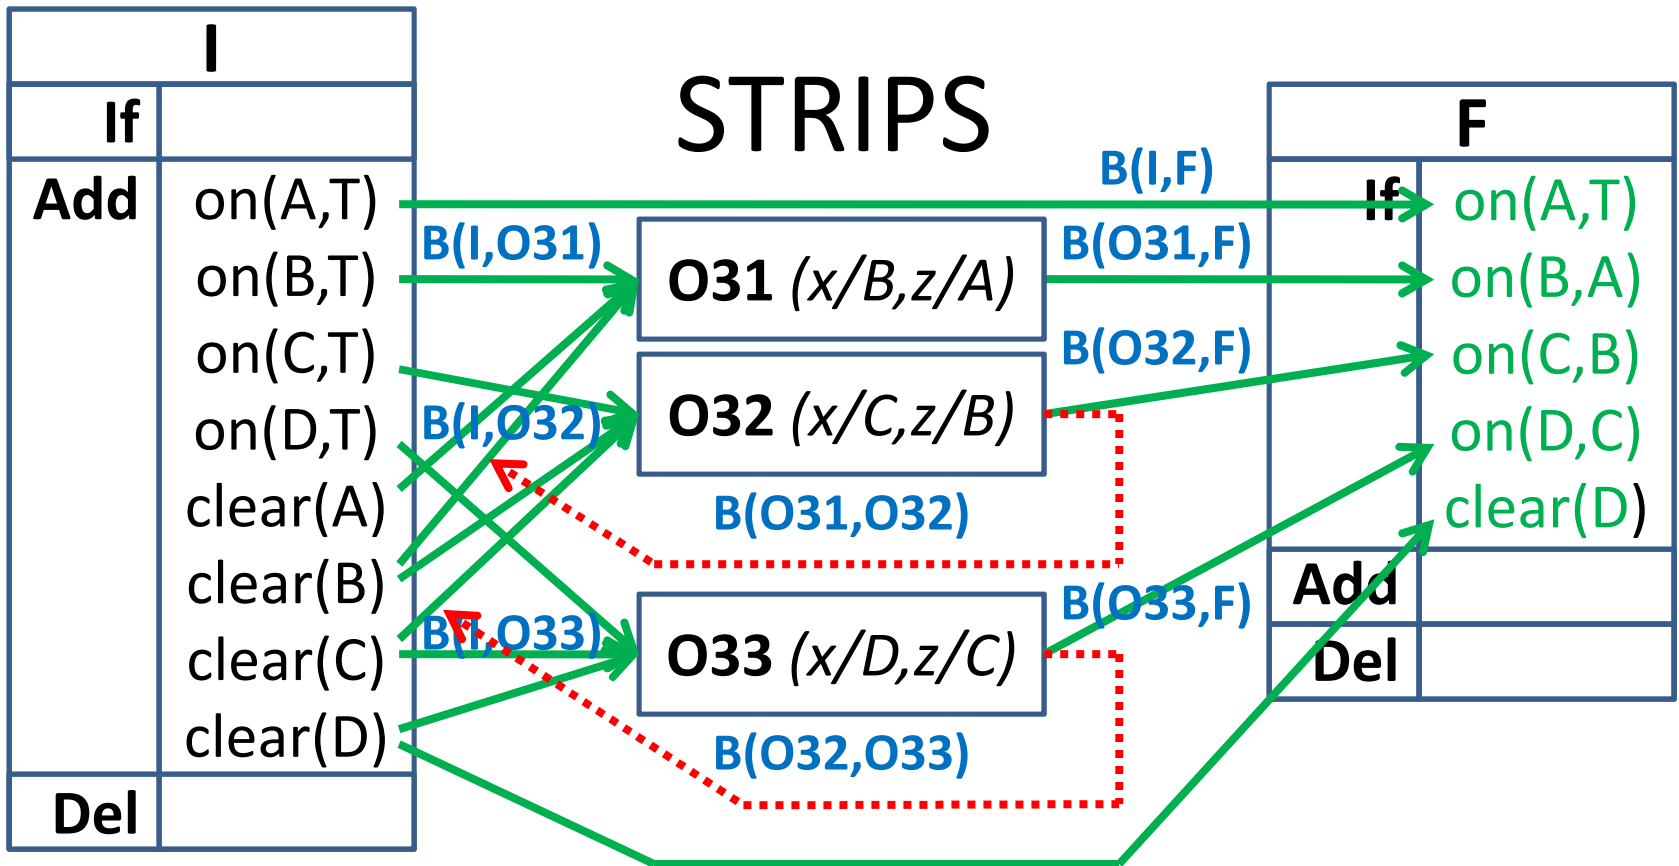 I
If
Add
on(A,T)
on(B,T)
on(C,T)
on(D,T)
clear(A)
clear(B)
clear(C)
clear(D)
Del
STRIPS
B(I,F)
B(I,O31)
O31 (x/B,z/A)
B(O31,F)
B(I,O32)
O32 (x/C,z/B)
B(O32,F)
B(O31,O32)
B(I,O33)
O33 (x/D,z/C)
B(O33,F)
B(O32,O33)
F
If
on(A,T)
on(B,A)
on(C,B)
on(D,C)
clear(D)
Add
Del